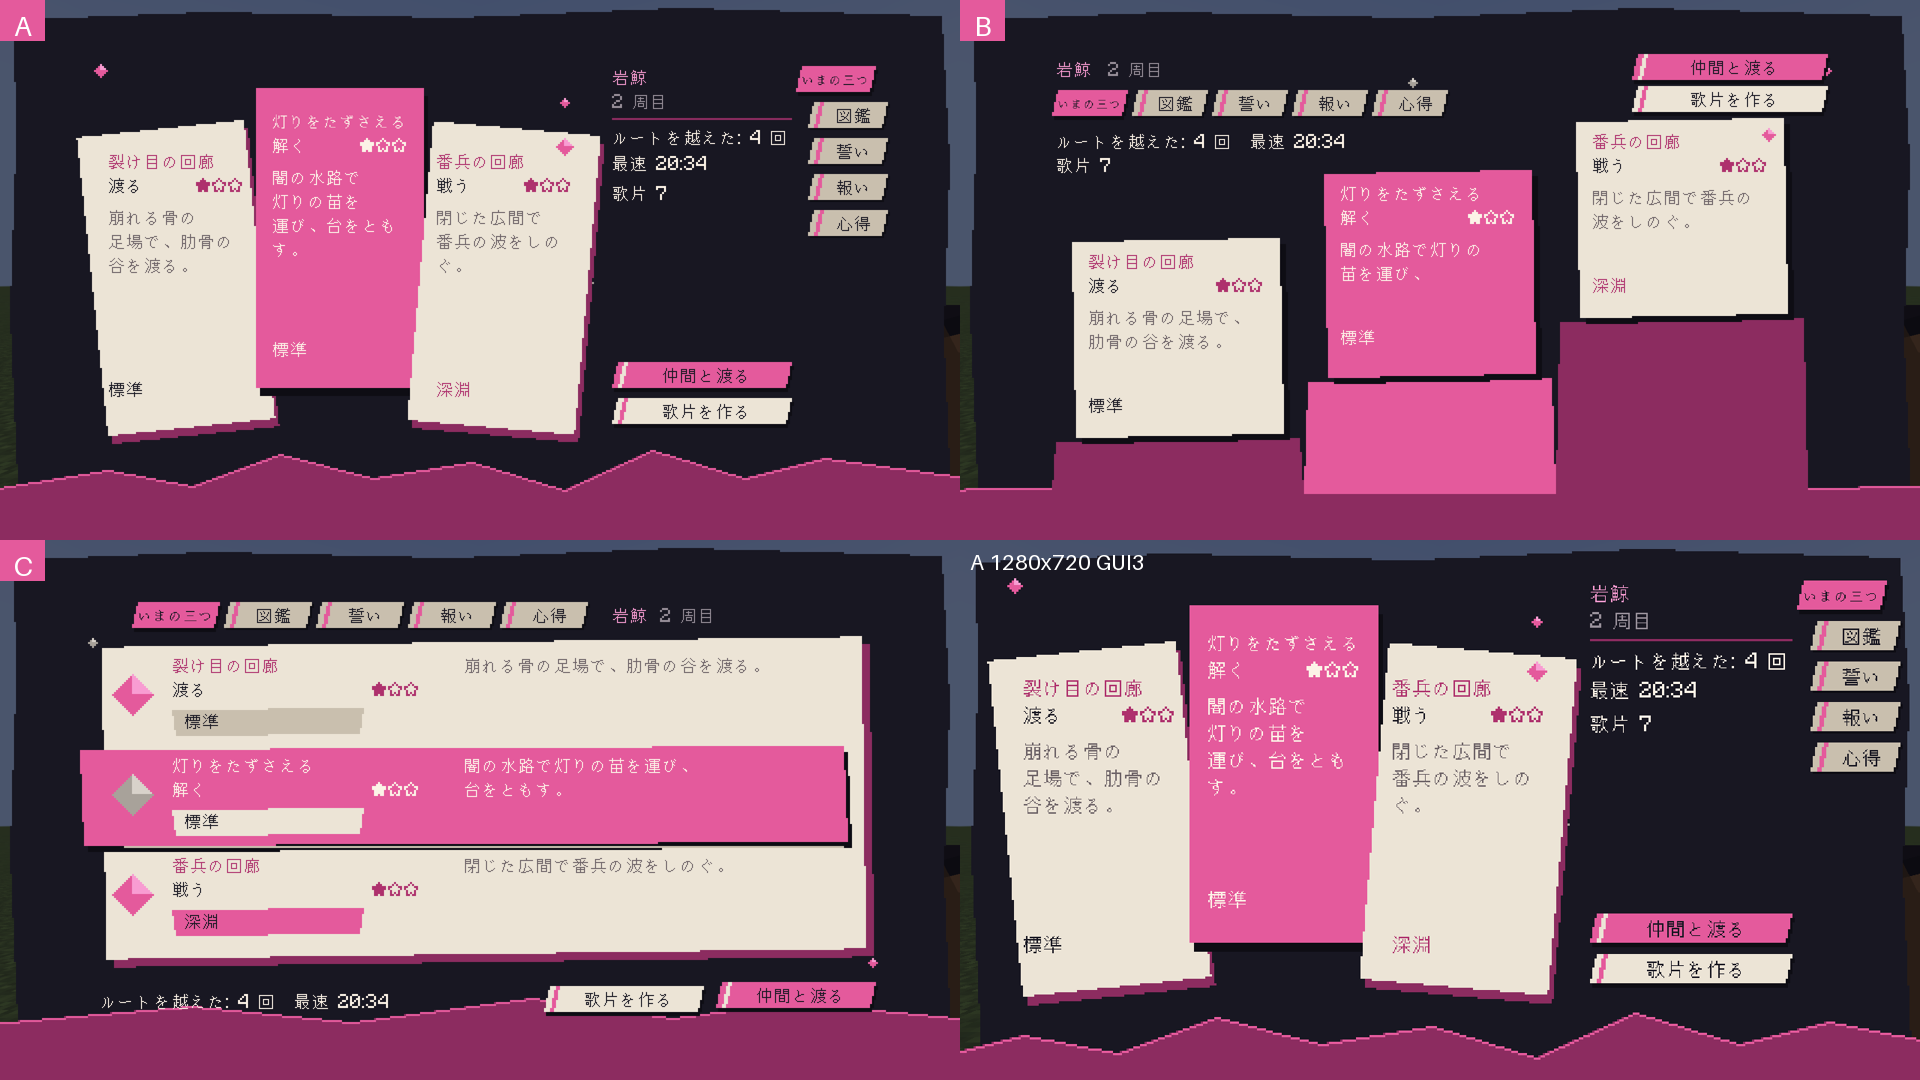 A
裂け目の回廊
渡る
崩れる骨の
足場で、肋骨の
谷を渡る。
標準
灯りをたずさえる
解く
闇の水路で
灯りの苗を
運び、台をとも
す。
標準
番兵の回廊
戦う
閉じた広間で
番兵の波をしの
ぐ。
深淵
岩鯨
2 周目
ルートを越えた: 4 回
最速 20:34
歌片 7
いまの三つ
図鑑
誓い
報い
心得
仲間と渡る
歌片を作る
B
岩鯨 2 周目
いまの三つ 図鑑 誓い 報い 心得
ルートを越えた: 4 回 最速 20:34
歌片 7
仲間と渡る
歌片を作る
裂け目の回廊
渡る
崩れる骨の足場で、
肋骨の谷を渡る。
標準
灯りをたずさえる
解く
闇の水路で灯りの
苗を運び、
標準
番兵の回廊
戦う
閉じた広間で番兵の
波をしのぐ。
深淵
C
いまの三つ 図鑑 誓い 報い 心得 岩鯨 2 周目
裂け目の回廊
渡る
標準
崩れる骨の足場で、肋骨の谷を渡る。
灯りをたずさえる
解く
標準
闇の水路で灯りの苗を運び、
台をともす。
番兵の回廊
戦う
深淵
閉じた広間で番兵の波をしのぐ。
ルートを越えた: 4 回 最速 20:34
歌片を作る
仲間と渡る
A 1280x720 GUI3
裂け目の回廊
渡る
崩れる骨の
足場で、肋骨の
谷を渡る。
標準
灯りをたずさえる
解く
闇の水路で
灯りの苗を
運び、台をとも
す。
標準
番兵の回廊
戦う
閉じた広間で
番兵の波をしの
ぐ。
深淵
岩鯨
2 周目
ルートを越えた: 4 回
最速 20:34
歌片 7
いまの三つ
図鑑
誓い
報い
心得
仲間と渡る
歌片を作る